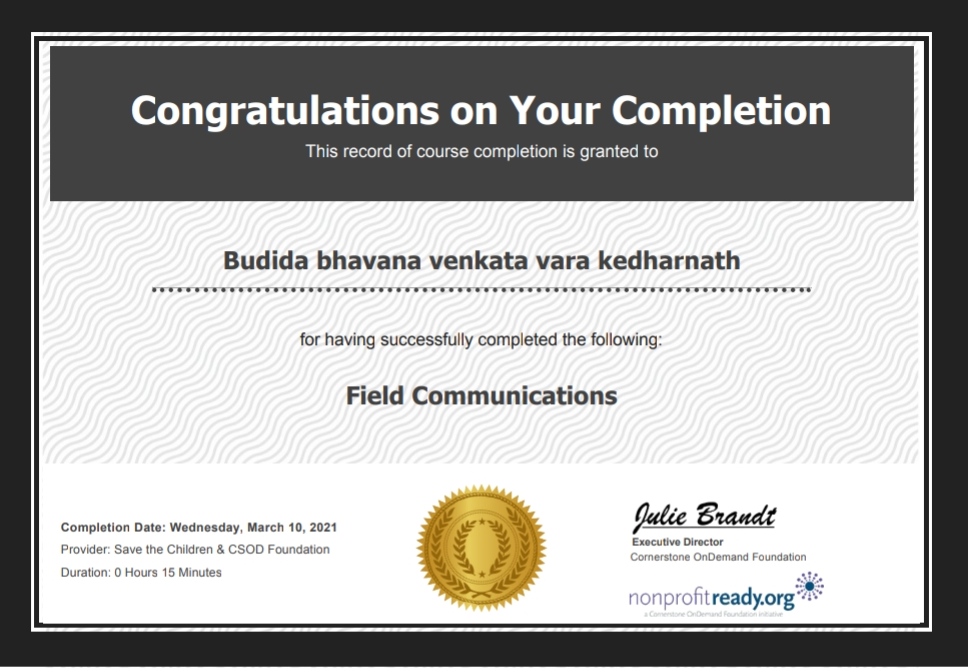 Congratulations on Your Completion
This record of course completion is granted to
Budida bhavana venkata vara kedharnath
for having successfully completed the following:
Field Communications
Completion Date: Wednesday, March 10, 2021
Provider: Save the Children & CSOD Foundation
Duration: 0 Hours 15 Minutes
Julie Brandt
Executive Director
Cornerstone OnDemand Foundation
nonprofitready.org
a Cornerstone OnDemand Foundation initiative